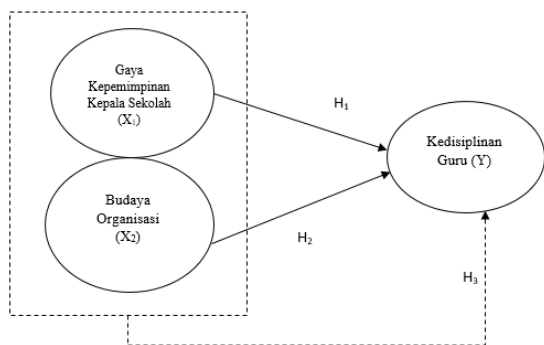 Gaya
Kepemimpinan
Kepala Sekolah
(X₁)
H₁
Kedisiplinan
Guru (Y)
Budaya
Organisasi
(X₂)
H₂
H₃